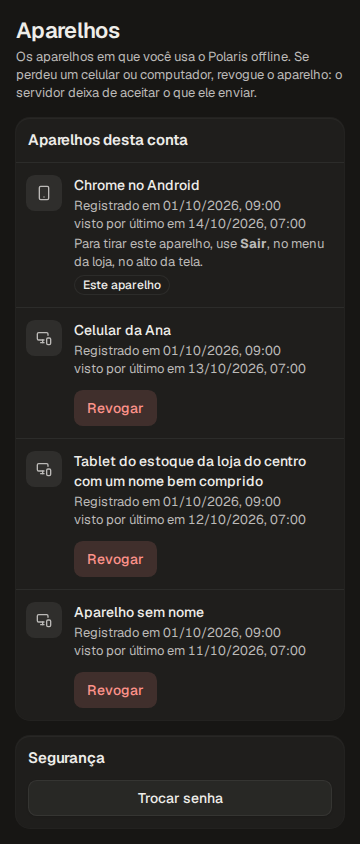 Aparelhos
Os aparelhos em que você usa o Polaris offline. Se
perdeu um celular ou computador, revogue o aparelho: o
servidor deixa de aceitar o que ele enviar.
Aparelhos desta conta
Chrome no Android
Registrado em 01/10/2026, 09:00
visto por último em 14/10/2026, 07:00
Para tirar este aparelho, use Sair, no menu
da loja, no alto da tela.
Este aparelho
Celular da Ana
Registrado em 01/10/2026, 09:00
visto por último em 13/10/2026, 07:00
Revogar
Tablet do estoque da loja do centro
com um nome bem comprido
Registrado em 01/10/2026, 09:00
visto por último em 12/10/2026, 07:00
Revogar
Aparelho sem nome
Registrado em 01/10/2026, 09:00
visto por último em 11/10/2026, 07:00
Revogar
Segurança
Trocar senha